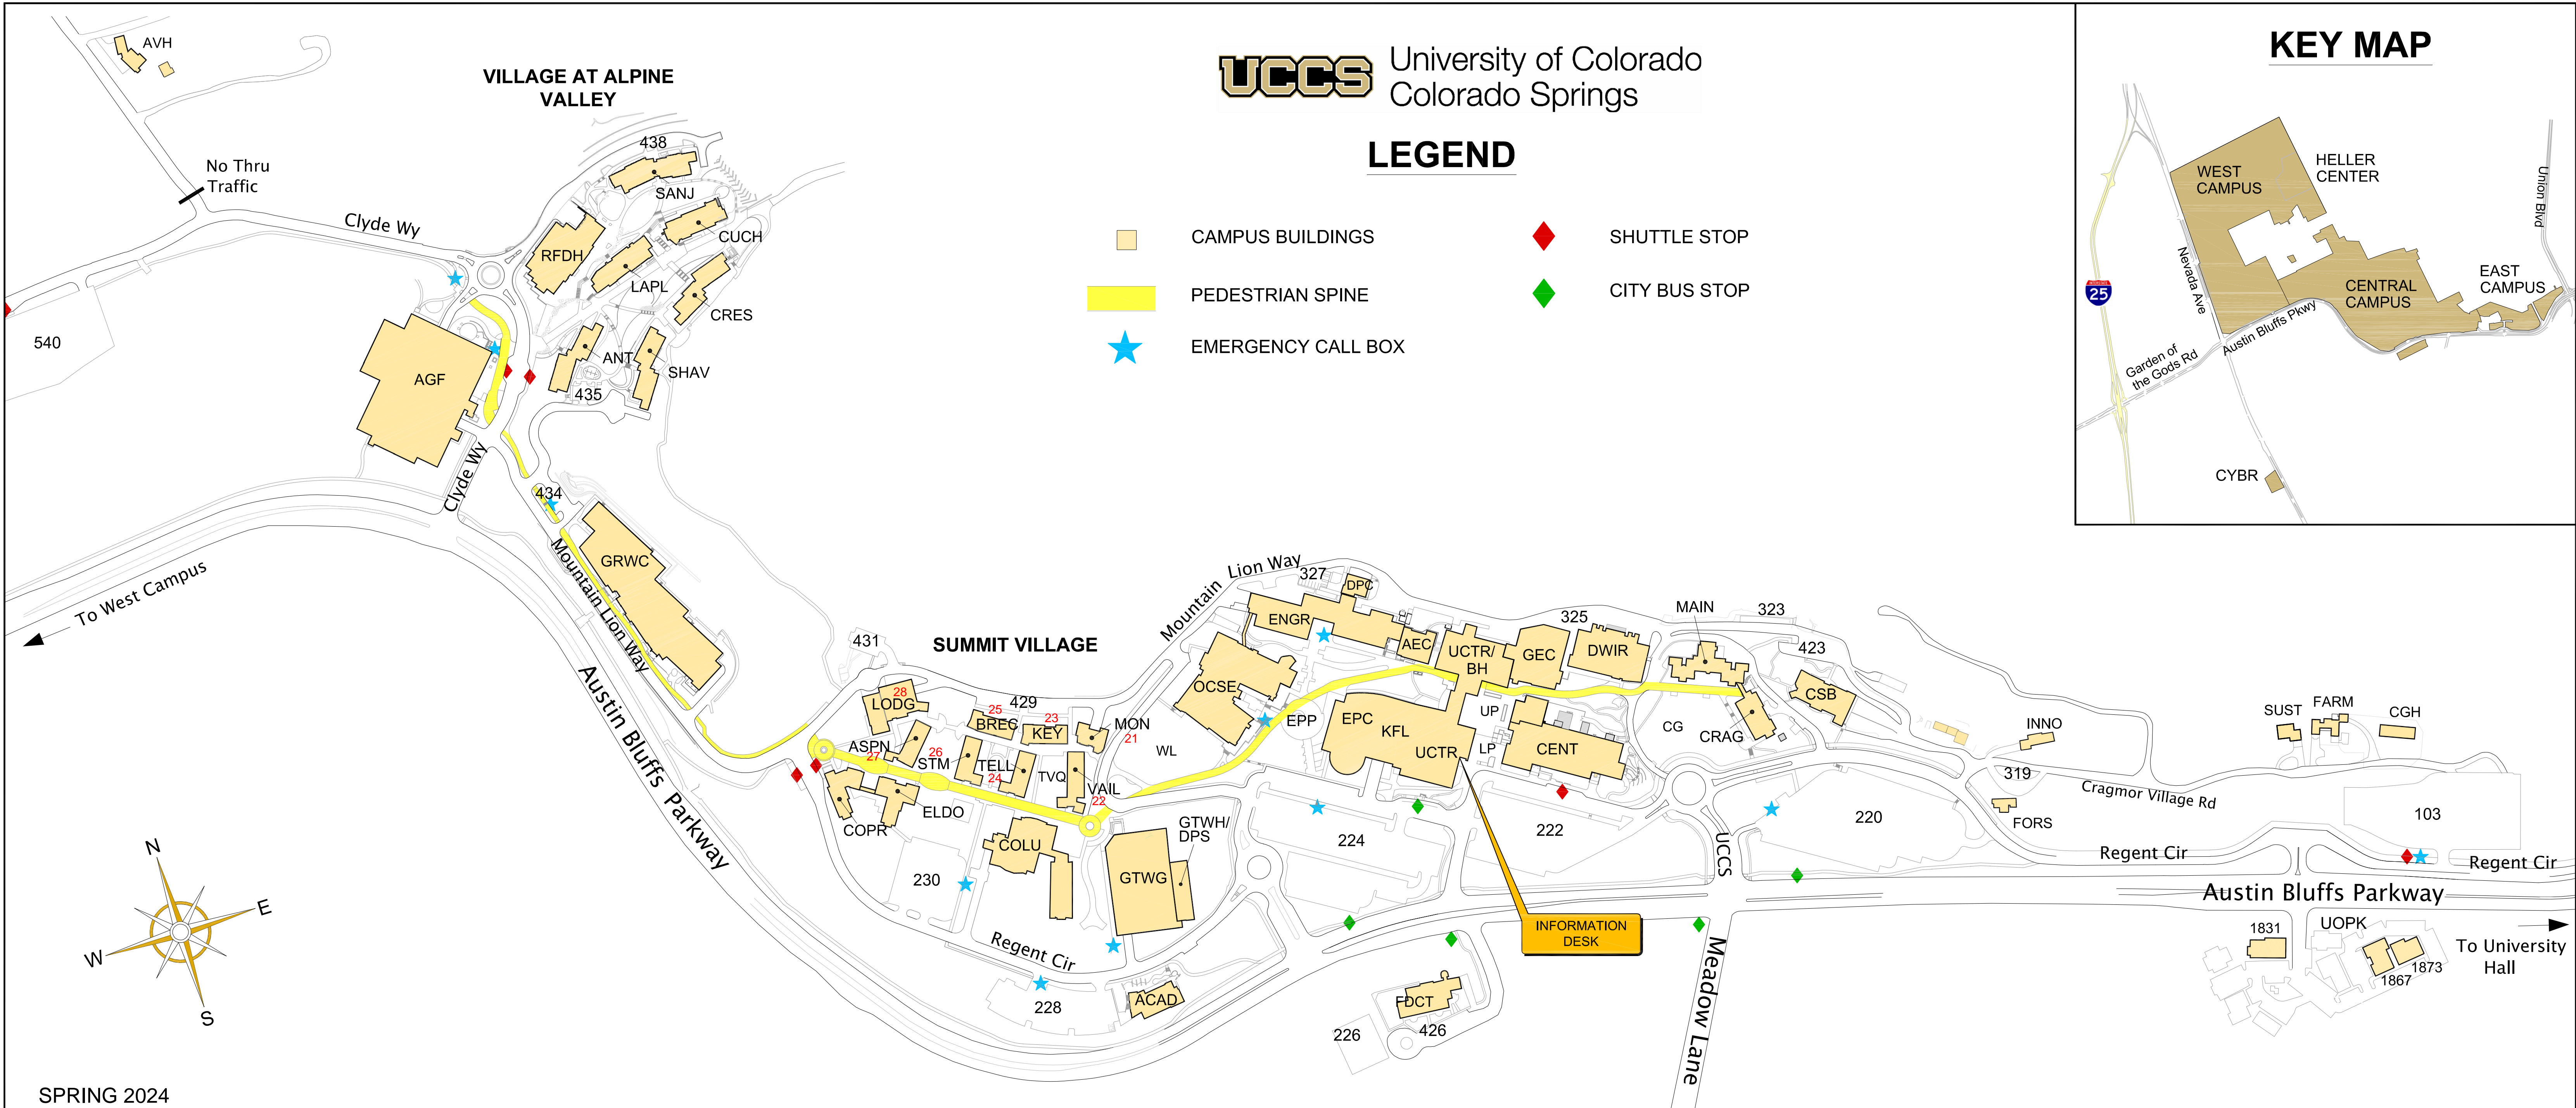 UCCS
University of Colorado
Colorado Springs
LEGEND
CAMPUS BUILDINGS
PEDESTRIAN SPINE
EMERGENCY CALL BOX
SHUTTLE STOP
CITY BUS STOP
KEY MAP
WEST
CAMPUS
HELLER
CENTER
Union Blvd
Nevada Ave
25
CENTRAL
CAMPUS
EAST
CAMPUS
Austin Bluffs Pkwy
Garden of
the Gods Rd
CYBR
AVH
VILLAGE AT ALPINE
VALLEY
No Thru
Traffic
Clyde Wy
438
SANJ
CUCH
RFDH
LAPL
CRES
ANT
SHAV
435
540
AGF
Clyde Wy
434
GRWC
Mountain Lion Way
To West Campus
Austin Bluffs Parkway
431
SUMMIT VILLAGE
28
LODG
429
25
BREC
23
KEY
MON
21
WL
ASPN
27
26
STM
TELL
24
TVQ
VAIL
22
COPR
ELDO
COLU
GTWH/
DPS
GTWG
230
Regent Cir
228
ACAD
Mountain
Lion Way
327
DPC
ENGR
AEC
UCTR/
BH
GEC
325
DWIR
MAIN
323
423
OCSE
EPP
EPC
KFL
UCTR
UP
LP
CENT
CG
CRAG
CSB
INNO
SUST
FARM
CGH
319
Cragmor Village Rd
FORS
224
222
UCCS
220
103
Regent Cir
Regent Cir
Austin Bluffs Parkway
INFORMATION
DESK
Meadow Lane
FDCT
226
426
1831
UOPK
1867
1873
To University
Hall
N
E
W
S
SPRING 2024